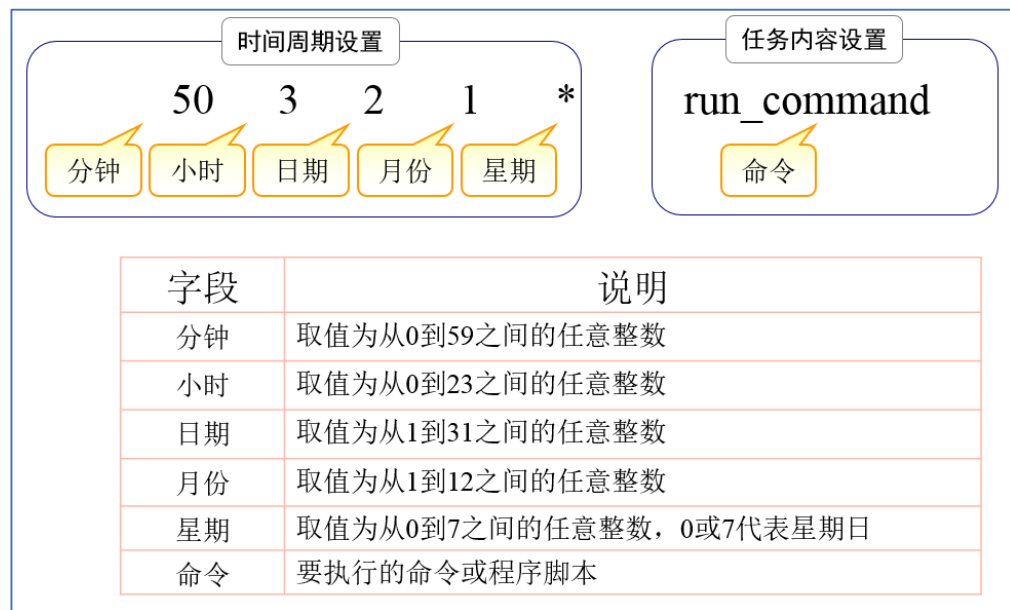 时间周期设置
任务内容设置
50 3 2 1 *
run_command
分钟 小时 日期 月份 星期
命令
字段 说明
分钟 取值为从0到59之间的任意整数
小时 取值为从0到23之间的任意整数
日期 取值为从1到31之间的任意整数
月份 取值为从1到12之间的任意整数
星期 取值为从0到7之间的任意整数，0或7代表星期日
命令 要执行的命令或程序脚本